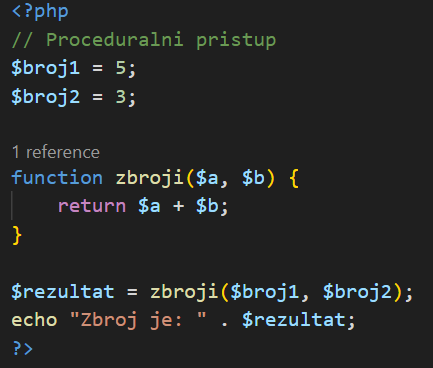 <?php
// Proceduralni pristup
$broj1 = 5;
$broj2 = 3;
1 reference
function zbroji($a, $b) {
    return $a + $b;
}
$rezultat = zbroji($broj1, $broj2);
echo "Zbroj je: " . $rezultat;
?>